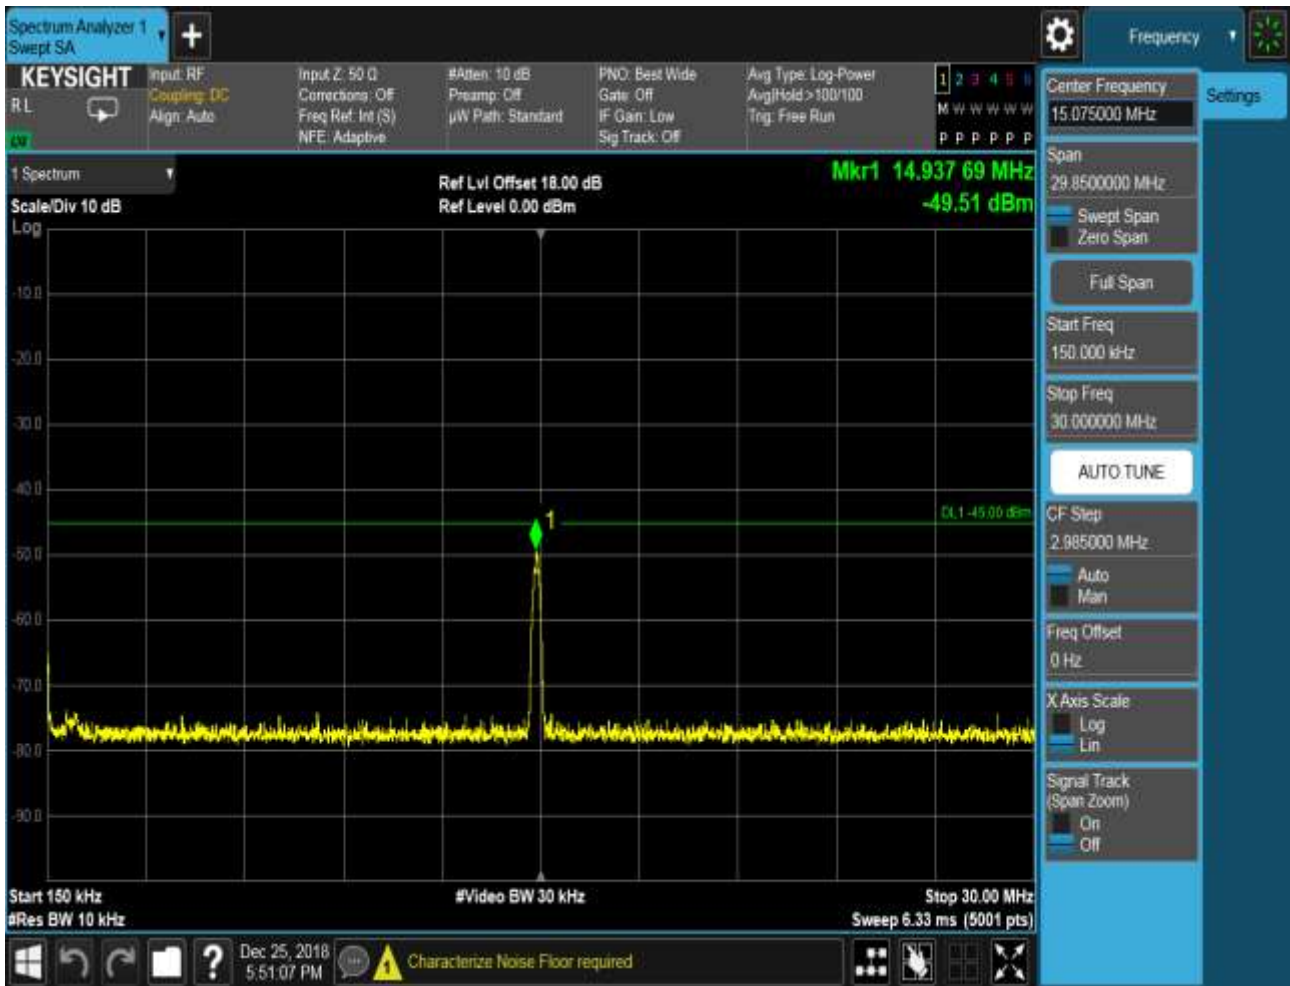 Spectrum Analyzer 1
Swept SA
+
Frequency
KEYSIGHT
RL
Input: RF
Coupling: DC
Align: Auto
Input Z: 50 Ω
Corrections: Off
Freq Ref: Int (S)
NFE: Adaptive
#Atten: 10 dB
Preamp: Off
µW Path: Standard
PNO: Best Wide
Gate: Off
IF Gain: Low
Sig Track: Off
Avg Type: Log-Power
Avg|Hold >100/100
Trig: Free Run
1 2 3 4 5 6
M W W W W W
P P P P P P
1 Spectrum
Scale/Div 10 dB
Log
Ref Lvl Offset 18.00 dB
Ref Level 0.00 dBm
Mkr1 14.937 69 MHz
-49.51 dBm
-10.0
-20.0
-30.0
-40.0
-50.0
-60.0
-70.0
-80.0
-90.0
1
DL1 -45.00 dBm
Start 150 kHz
#Res BW 10 kHz
#Video BW 30 kHz
Stop 30.00 MHz
Sweep 6.33 ms (5001 pts)
Center Frequency
15.075000 MHz
Span
29.8500000 MHz
Swept Span
Zero Span
Full Span
Start Freq
150.000 kHz
Stop Freq
30.000000 MHz
AUTO TUNE
CF Step
2.985000 MHz
Auto
Man
Freq Offset
0 Hz
X Axis Scale
Log
Lin
Signal Track
(Span Zoom)
On
Off
Settings
?
Dec 25, 2018
5:51:07 PM
Characterize Noise Floor required